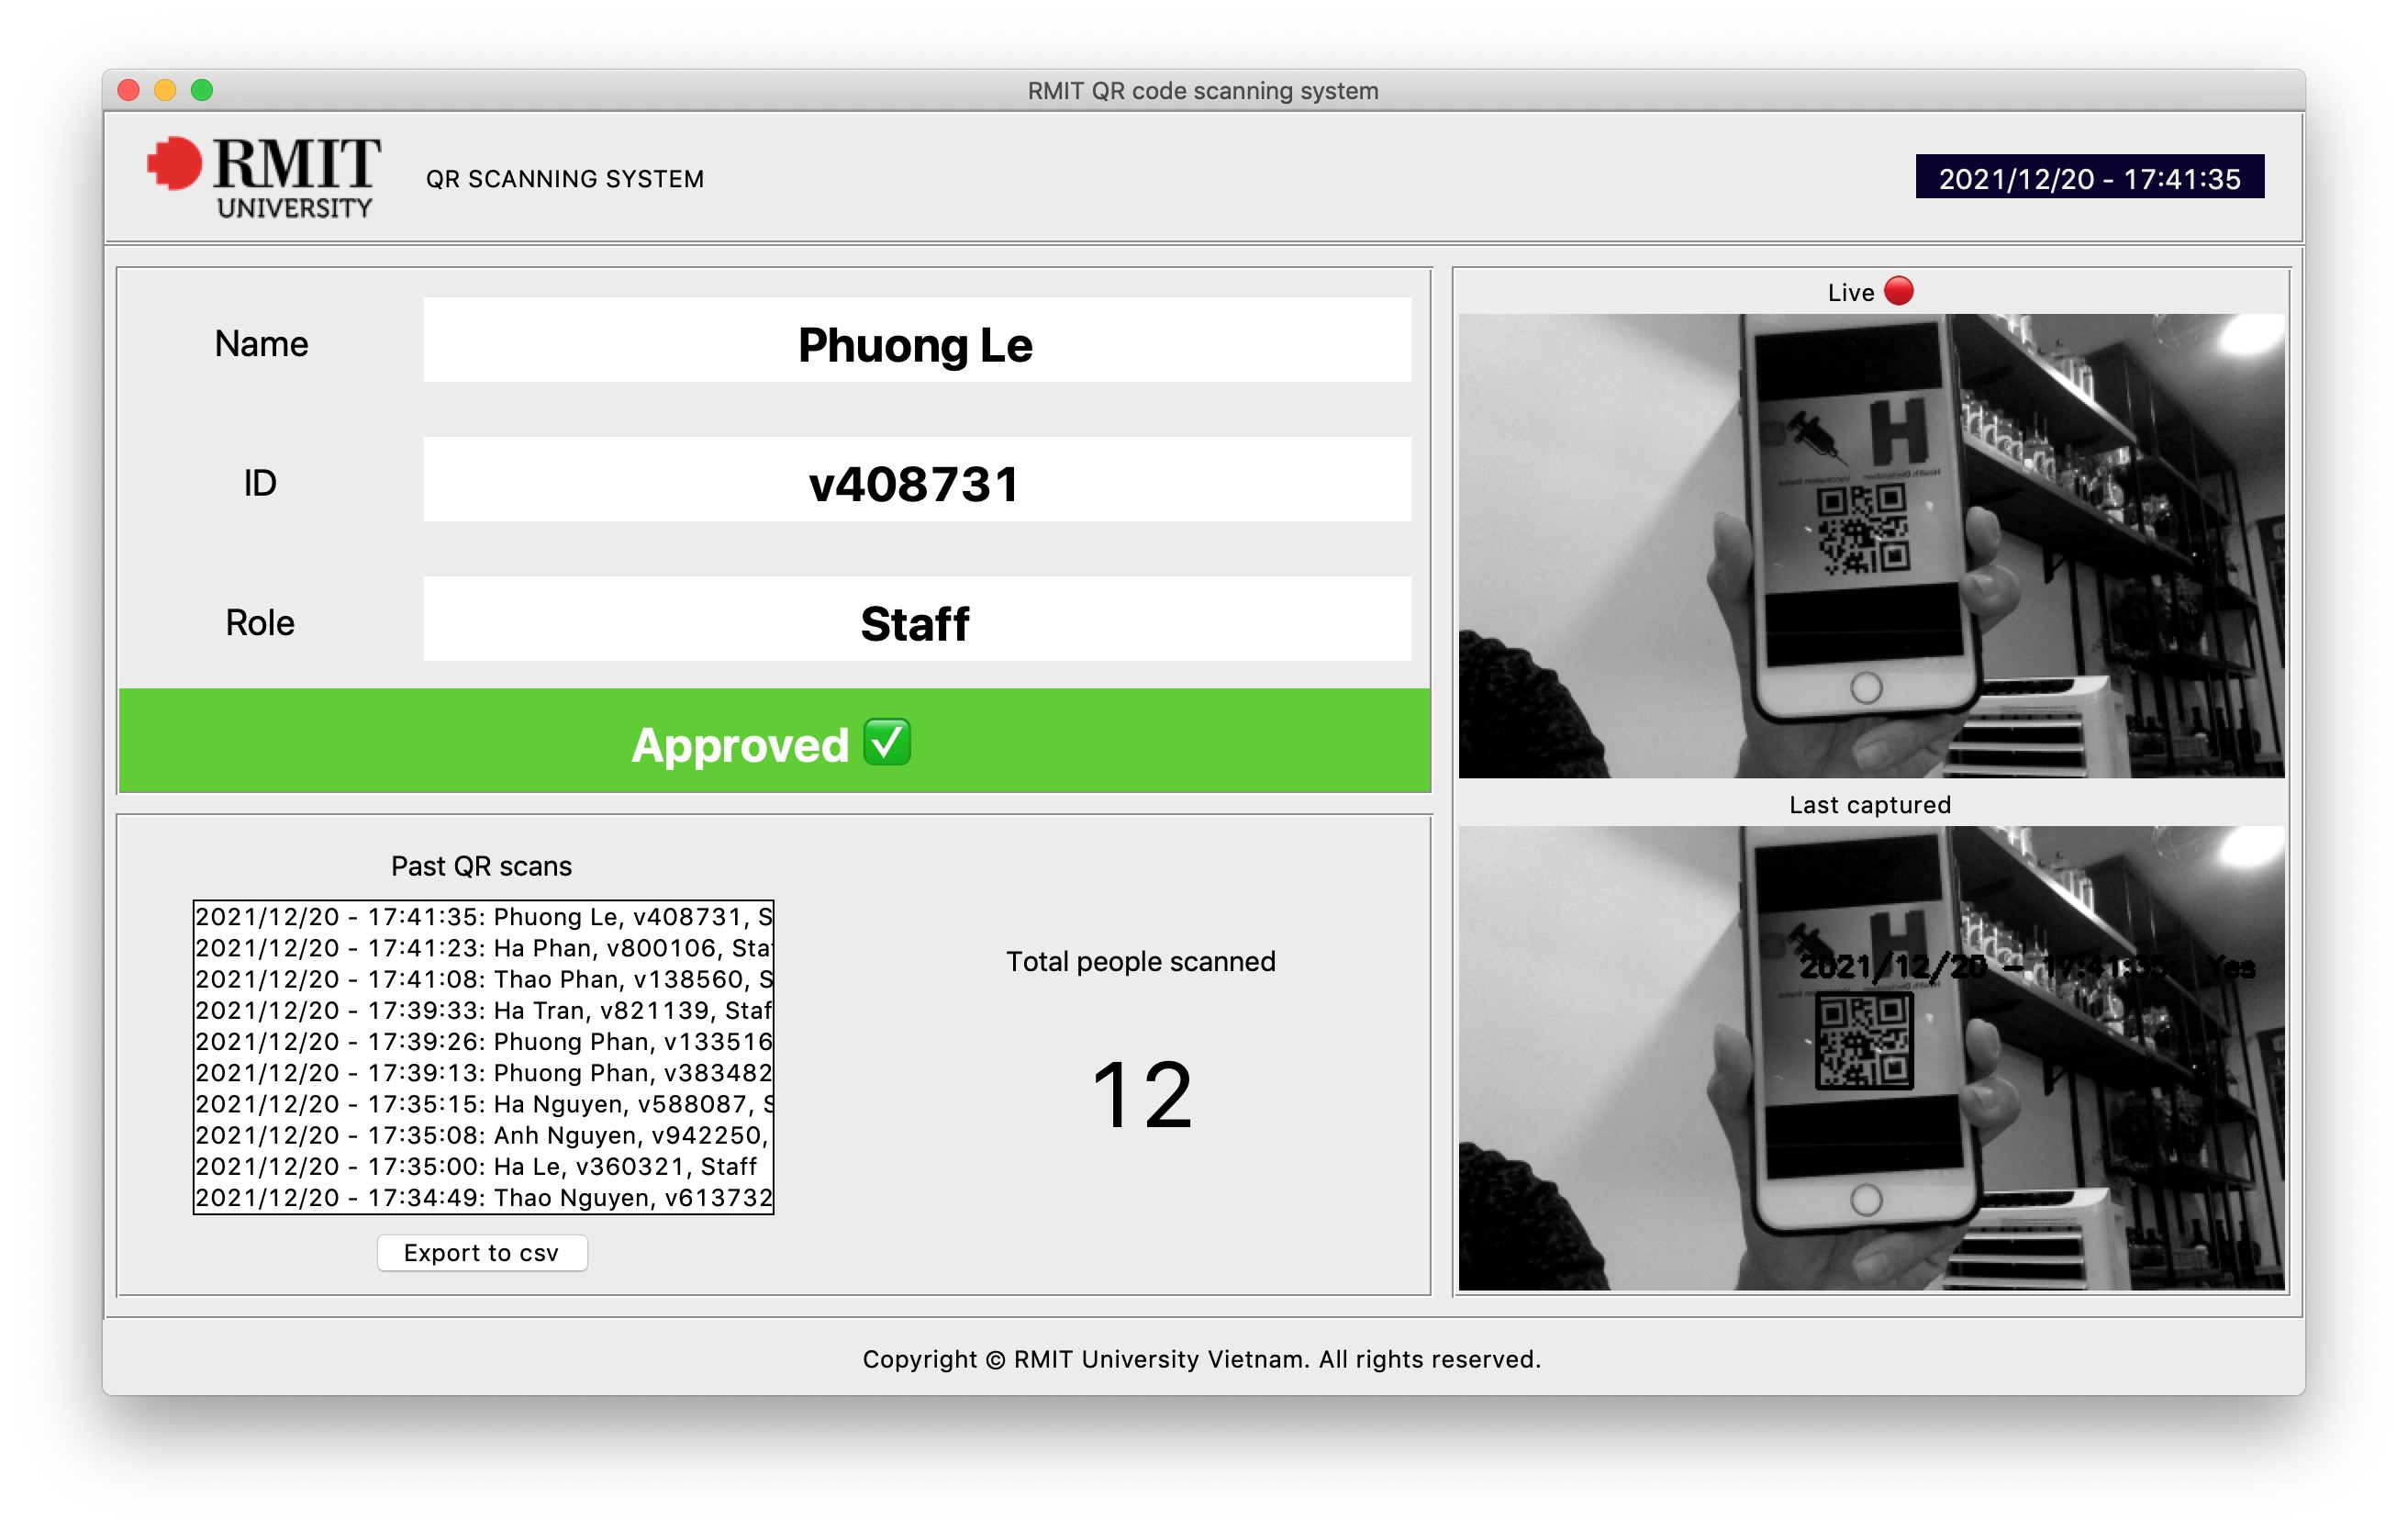 RMIT QR code scanning system
RMIT
UNIVERSITY
QR SCANNING SYSTEM
2021/12/20 - 17:41:35
Name
Phuong Le
ID
v408731
Role
Staff
Approved ✅
Past QR scans
2021/12/20 - 17:41:35: Phuong Le, v408731, S
2021/12/20 - 17:41:23: Ha Phan, v800106, Sta
2021/12/20 - 17:41:08: Thao Phan, v138560, S
2021/12/20 - 17:39:33: Ha Tran, v821139, Staf
2021/12/20 - 17:39:26: Phuong Phan, v133516
2021/12/20 - 17:39:13: Phuong Phan, v383482
2021/12/20 - 17:35:15: Ha Nguyen, v588087, S
2021/12/20 - 17:35:08: Anh Nguyen, v942250,
2021/12/20 - 17:35:00: Ha Le, v360321, Staff
2021/12/20 - 17:34:49: Thao Nguyen, v613732
Export to csv
Total people scanned
12
Live
H
Health Declaration
Vaccination Status
Last captured
H
2021/12/20 - 17:41:35: Yes
Copyright © RMIT University Vietnam. All rights reserved.